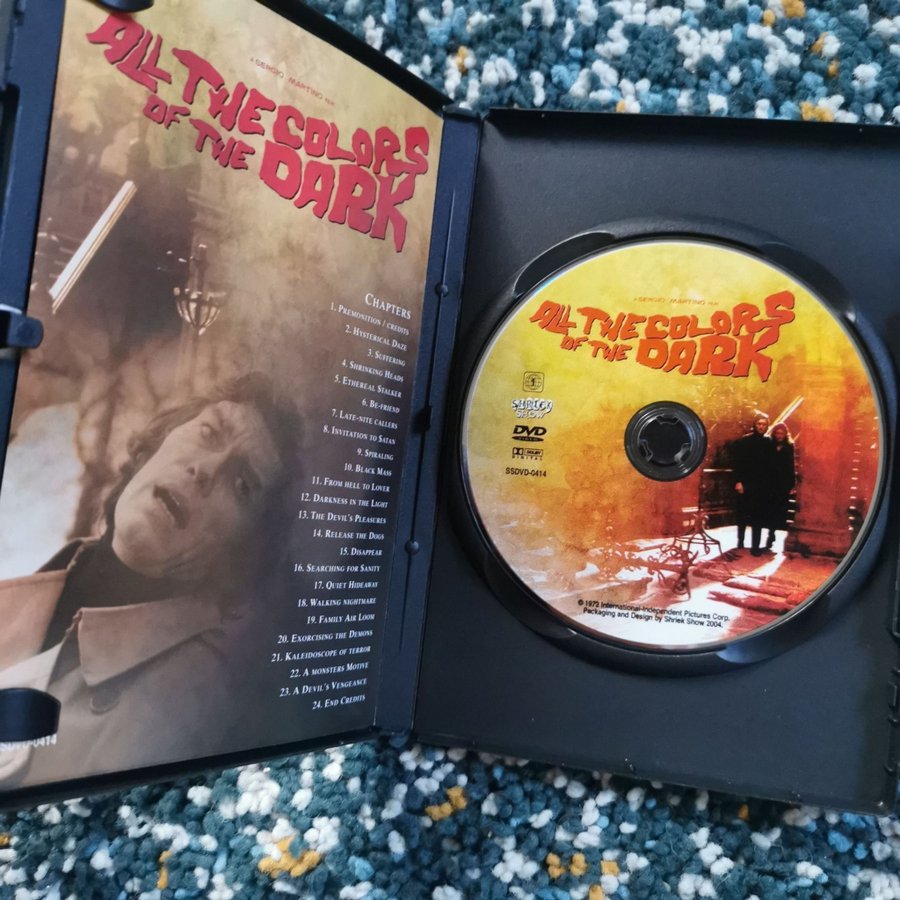 A SERGIO MARTINO FILM
ALL THE COLORS
OF THE DARK
CHAPTERS
1. PREMONITION / CREDITS
2. HYSTERICAL DAZE
3. SUFFERING
4. SHRINKING HEADS
5. ETHEREAL STALKER
6. BE-FRIEND
7. LATE-NITE CALLERS
8. INVITATION TO SATAN
9. SPIRALING
10. BLACK MASS
11. FROM HELL TO LOVER
12. DARKNESS IN THE LIGHT
13. THE DEVIL'S PLEASURES
14. RELEASE THE DOGS
15. DISAPPEAR
16. SEARCHING FOR SANITY
17. QUIET HIDEAWAY
18. WALKING NIGHTMARE
19. FAMILY AIR LOOM
20. EXORCISING THE DEMONS
21. KALEIDOSCOPE OF TERROR
22. A MONSTERS MOTIVE
23. A DEVIL'S VENGEANCE
24. END CREDITS
SSDVD-0414
A SERGIO MARTINO FILM
ALL THE COLORS
OF THE DARK
1
SHRIEK
SHOW
DVD
VIDEO
DOLBY
DIGITAL
SSDVD-0414
© 1972 International-Independent Pictures Corp.
Packaging and Design by Shriek Show 2004.